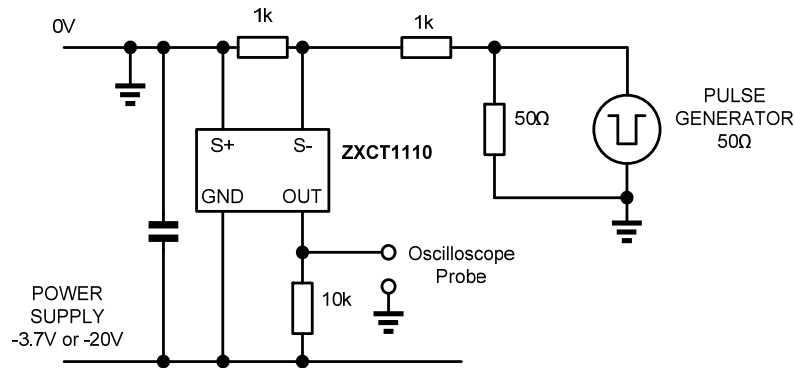 0V
1k
1k
S+
S-
ZXCT1110
GND
OUT
50Ω
PULSE
GENERATOR
50Ω
Oscilloscope
Probe
10k
POWER
SUPPLY
-3.7V or -20V